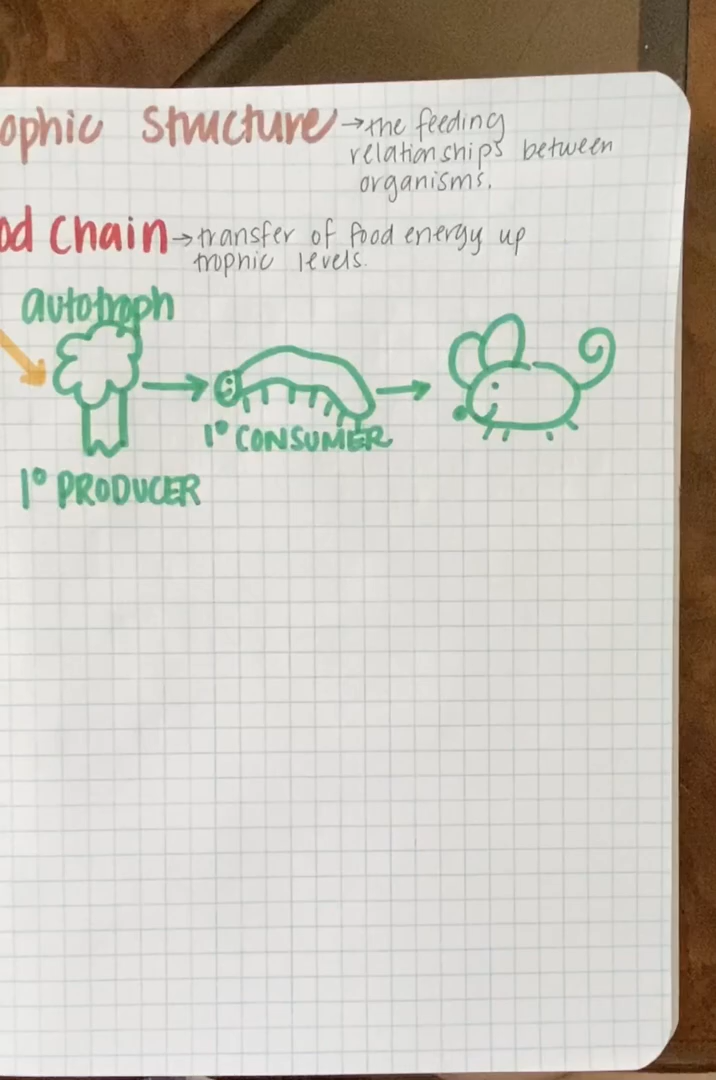 ophic Structure → the feeding
relationships between
organisms.
od Chain → transfer of food energy up
trophic levels.
autotroph
1° CONSUMER
1° PRODUCER